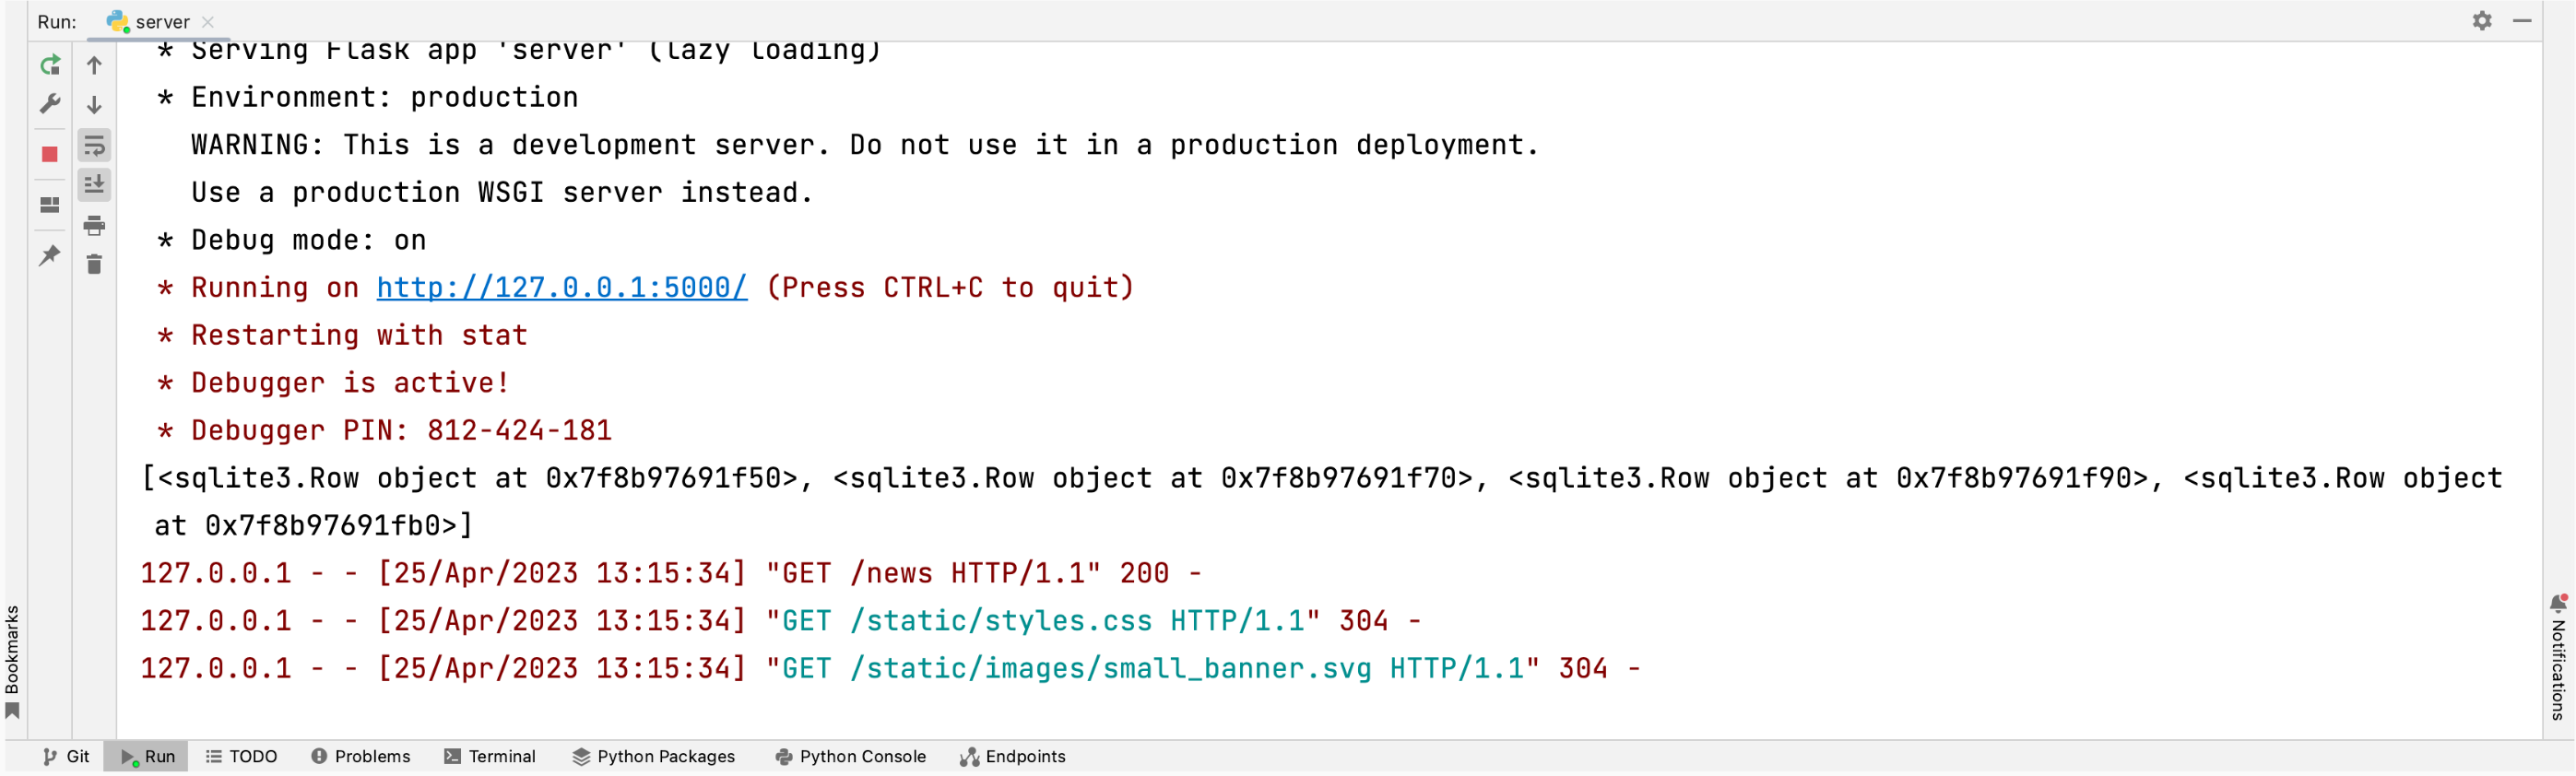 Run: server
* Serving Flask app 'server' (lazy loading)
* Environment: production
WARNING: This is a development server. Do not use it in a production deployment.
Use a production WSGI server instead.
* Debug mode: on
* Running on http://127.0.0.1:5000/ (Press CTRL+C to quit)
* Restarting with stat
* Debugger is active!
* Debugger PIN: 812-424-181
[<sqlite3.Row object at 0x7f8b97691f50>, <sqlite3.Row object at 0x7f8b97691f70>, <sqlite3.Row object at 0x7f8b97691f90>, <sqlite3.Row object
at 0x7f8b97691fb0>]
127.0.0.1 - - [25/Apr/2023 13:15:34] "GET /news HTTP/1.1" 200 -
127.0.0.1 - - [25/Apr/2023 13:15:34] "GET /static/styles.css HTTP/1.1" 304 -
127.0.0.1 - - [25/Apr/2023 13:15:34] "GET /static/images/small_banner.svg HTTP/1.1" 304 -
Bookmarks
Notifications
Git Run TODO Problems Terminal Python Packages Python Console Endpoints